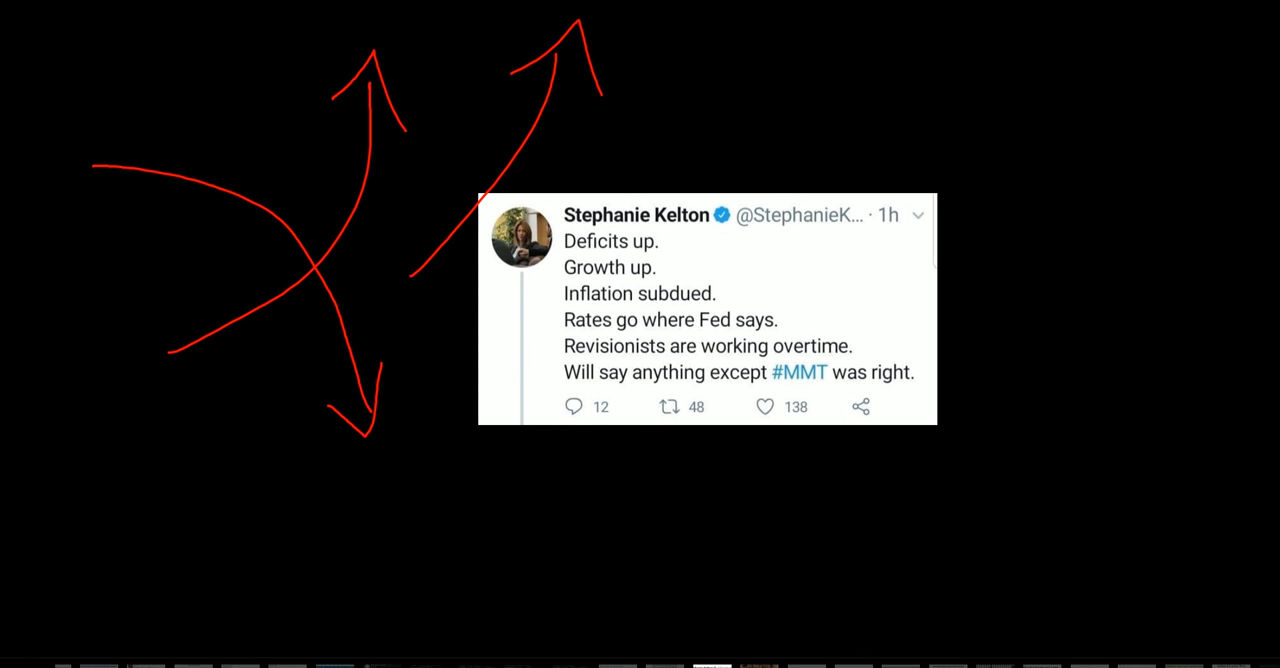 Stephanie Kelton @StephanieK... · 1h
Deficits up.
Growth up.
Inflation subdued.
Rates go where Fed says.
Revisionists are working overtime.
Will say anything except #MMT was right.
12 48 138